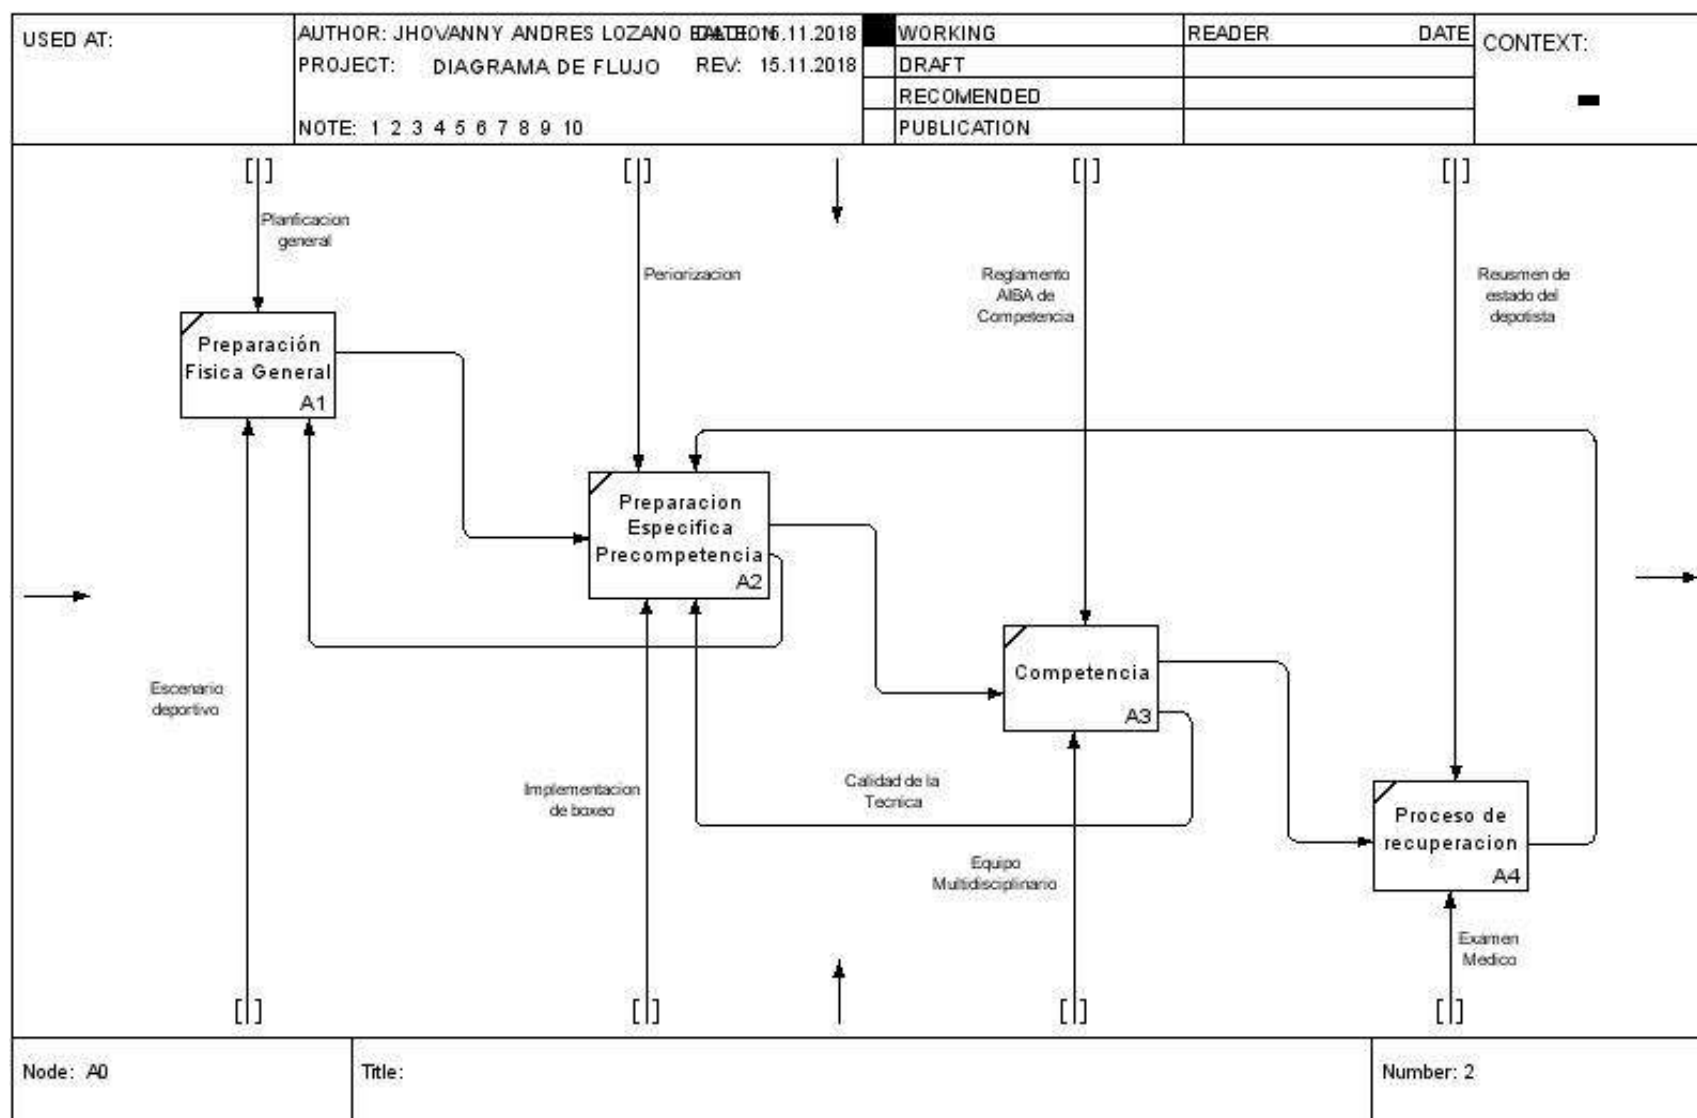 USED AT:
AUTHOR: JHOVANNY ANDRES LOZANO
15.11.2018
PROJECT: DIAGRAMA DE FLUJO
REV: 15.11.2018
NOTE: 1 2 3 4 5 6 7 8 9 10
WORKING
DRAFT
RECOMENDED
PUBLICATION
READER DATE
CONTEXT:
Planficacion
general
Periorizacion
Reglamento
AIBA de
Competencia
Reusmen de
estado del
depotista
Preparación
Fisica General
A1
Preparacion
Especifica
Precompetencia
A2
Competencia
A3
Proceso de
recuperacion
A4
Escenario
deportivo
Implementacion
de boxeo
Calidad de la
Tecnica
Equipo
Multidisciplinario
Examen
Medico
Node: A0
Title:
Number: 2